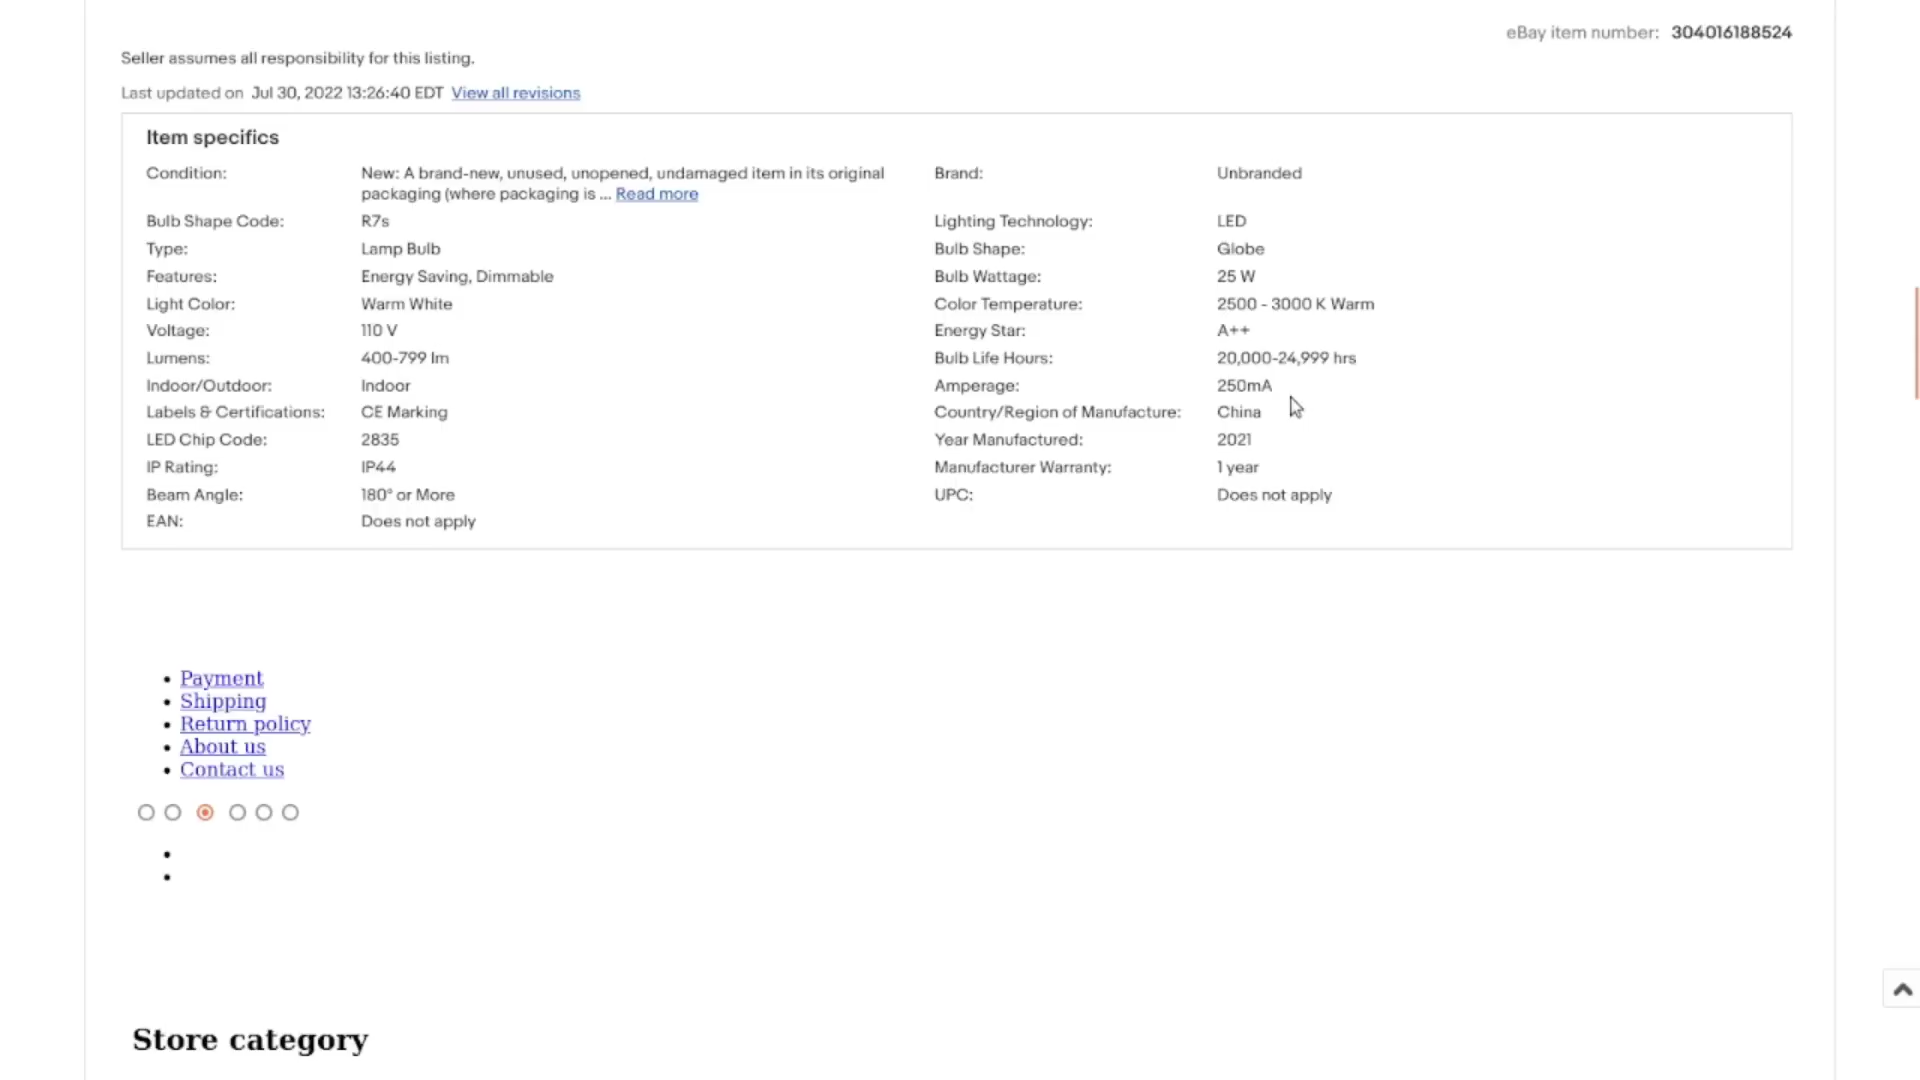 eBay item number: 304016188524
Seller assumes all responsibility for this listing.
Last updated on Jul 30, 2022 13:26:40 EDT View all revisions
Item specifics
Condition: New: A brand-new, unused, unopened, undamaged item in its original packaging (where packaging is ... Read more
Brand: Unbranded
Bulb Shape Code: R7s
Lighting Technology: LED
Type: Lamp Bulb
Bulb Shape: Globe
Features: Energy Saving, Dimmable
Bulb Wattage: 25 W
Light Color: Warm White
Color Temperature: 2500 - 3000 K Warm
Voltage: 110 V
Energy Star: A++
Lumens: 400-799 lm
Bulb Life Hours: 20,000-24,999 hrs
Indoor/Outdoor: Indoor
Amperage: 250mA
Labels & Certifications: CE Marking
Country/Region of Manufacture: China
LED Chip Code: 2835
Year Manufactured: 2021
IP Rating: IP44
Manufacturer Warranty: 1 year
Beam Angle: 180° or More
UPC: Does not apply
EAN: Does not apply
Payment
Shipping
Return policy
About us
Contact us
Store category